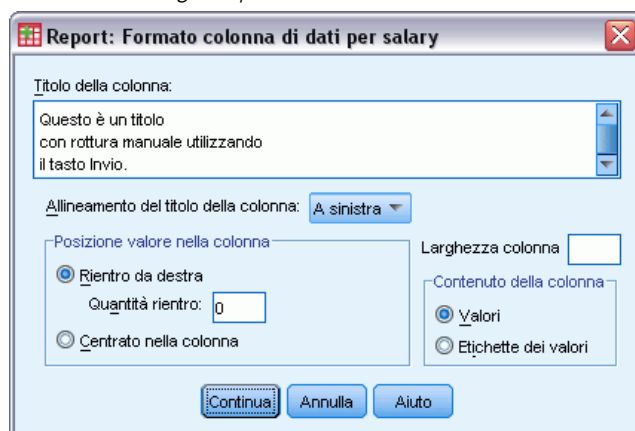 Report: Formato colonna di dati per salary
Titolo della colonna:
Questo è un titolo
con rottura manuale utilizzando
il tasto Invio.
Allineamento del titolo della colonna: A sinistra
Posizione valore nella colonna
Rientro da destra
Quantità rientro: 0
Centrato nella colonna
Larghezza colonna
Contenuto della colonna
Valori
Etichette dei valori
Continua Annulla Aiuto